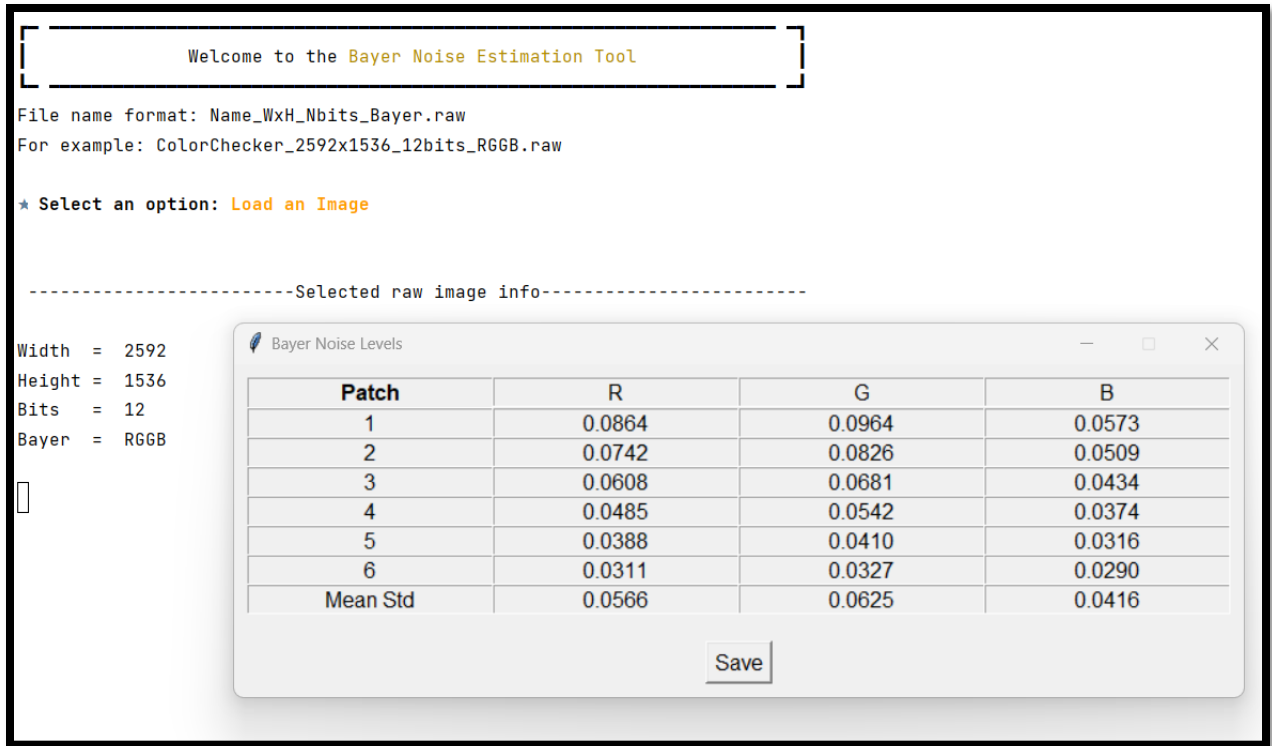 Welcome to the Bayer Noise Estimation Tool
File name format: Name_WxH_Nbits_Bayer.raw
For example: ColorChecker_2592x1536_12bits_RGGB.raw
★ Select an option: Load an Image
-------------------------Selected raw image info-------------------------
Width = 2592
Height = 1536
Bits = 12
Bayer = RGGB
Bayer Noise Levels
Patch R G B
1 0.0864 0.0964 0.0573
2 0.0742 0.0826 0.0509
3 0.0608 0.0681 0.0434
4 0.0485 0.0542 0.0374
5 0.0388 0.0410 0.0316
6 0.0311 0.0327 0.0290
Mean Std 0.0566 0.0625 0.0416
Save